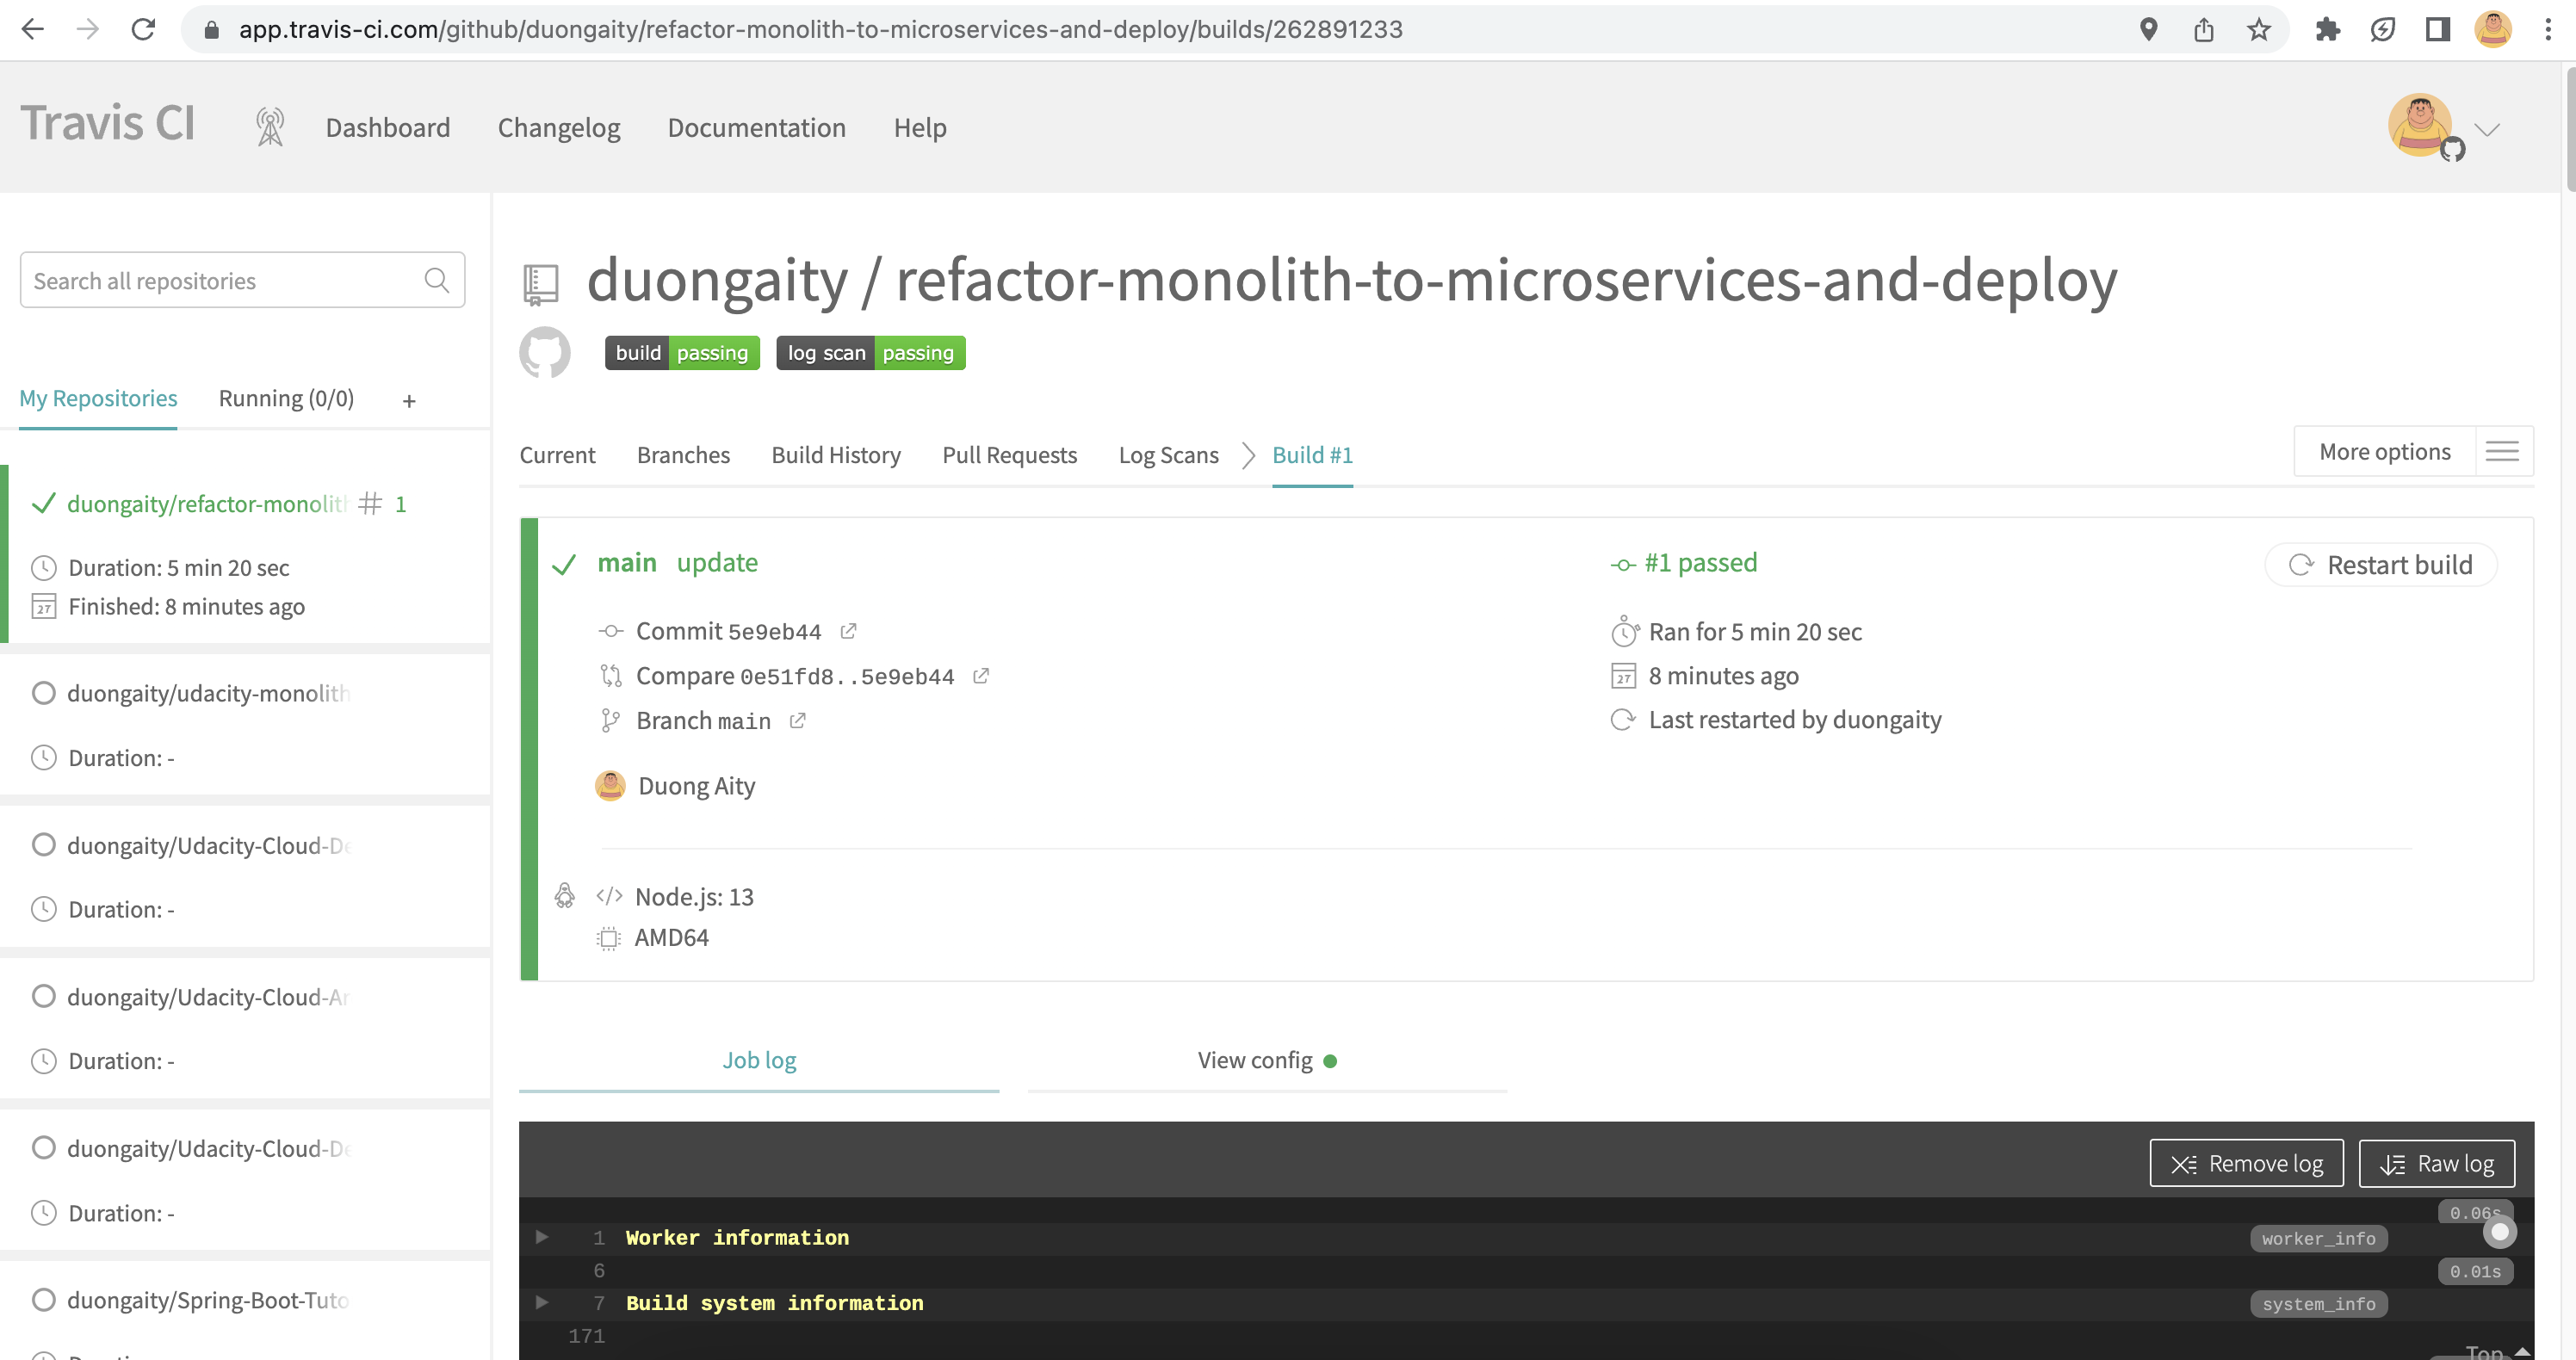 app.travis-ci.com/github/duongaity/refactor-monolith-to-microservices-and-deploy/builds/262891233
Travis CI
Dashboard Changelog Documentation Help
Search all repositories
My Repositories Running (0/0) +
duongaity/refactor-monolith # 1
Duration: 5 min 20 sec
27 Finished: 8 minutes ago
duongaity/udacity-monolith
Duration: -
duongaity/Udacity-Cloud-De
Duration: -
duongaity/Udacity-Cloud-Ar
Duration: -
duongaity/Udacity-Cloud-De
Duration: -
duongaity/Spring-Boot-Tuto
duongaity / refactor-monolith-to-microservices-and-deploy
build passing log scan passing
Current Branches Build History Pull Requests Log Scans Build #1
More options
main update
#1 passed
Restart build
Commit 5e9eb44
Compare 0e51fd8..5e9eb44
Branch main
Duong Aity
Ran for 5 min 20 sec
27 8 minutes ago
Last restarted by duongaity
</> Node.js: 13
AMD64
Job log View config
Remove log Raw log
0.06s
1 Worker information worker_info
6 0.01s
7 Build system information system_info
171
Top